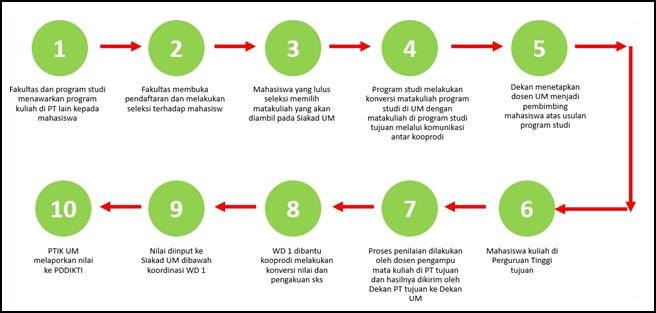 1
Fakultas dan program studi
menawarkan program
kuliah di PT lain kepada
mahasiswa
2
Fakultas membuka
pendaftaran dan melakukan
seleksi terhadap mahasisw
3
Mahasiswa yang lulus
seleksi memilih
matakuliah yang akan
diambil pada Siakad UM
4
Program studi melakukan
konversi matakuliah program
studi di UM dengan
matakuliah di program studi
tujuan melalui komunikasi
antar kooprodi
5
Dekan menetapkan
dosen UM menjadi
pembimbing
mahasiswa atas usulan
program studi
6
Mahasiswa kuliah di
Perguruan Tinggi
tujuan
7
Proses penilaian dilakukan
oleh dosen pengampu
mata kuliah di PT tujuan
dan hasilnya dikirim oleh
Dekan PT tujuan ke Dekan
UM
8
WD 1 dibantu
kooprodi melakukan
konversi nilai dan
pengakuan sks
9
Nilai diinput ke
Siakad UM dibawah
koordinasi WD 1
10
PTIK UM
melaporkan nilai
ke PDDIKTI